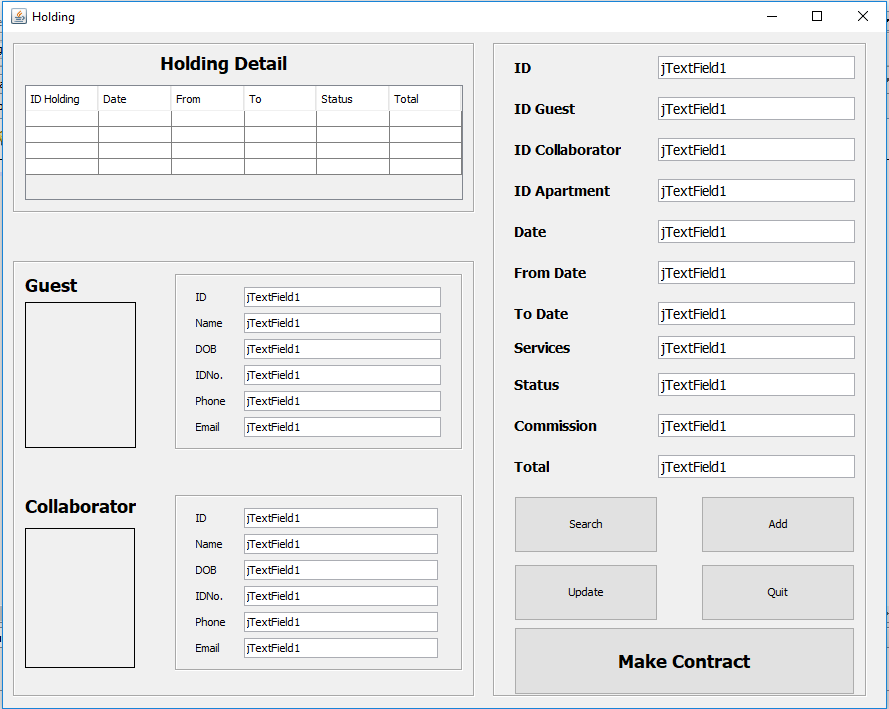 Holding
Holding Detail
ID Holding Date From To Status Total
Guest
ID jTextField1
Name jTextField1
DOB jTextField1
IDNo. jTextField1
Phone jTextField1
Email jTextField1
Collaborator
ID jTextField1
Name jTextField1
DOB jTextField1
IDNo. jTextField1
Phone jTextField1
Email jTextField1
ID jTextField1
ID Guest jTextField1
ID Collaborator jTextField1
ID Apartment jTextField1
Date jTextField1
From Date jTextField1
To Date jTextField1
Services jTextField1
Status jTextField1
Commission jTextField1
Total jTextField1
Search Add
Update Quit
Make Contract